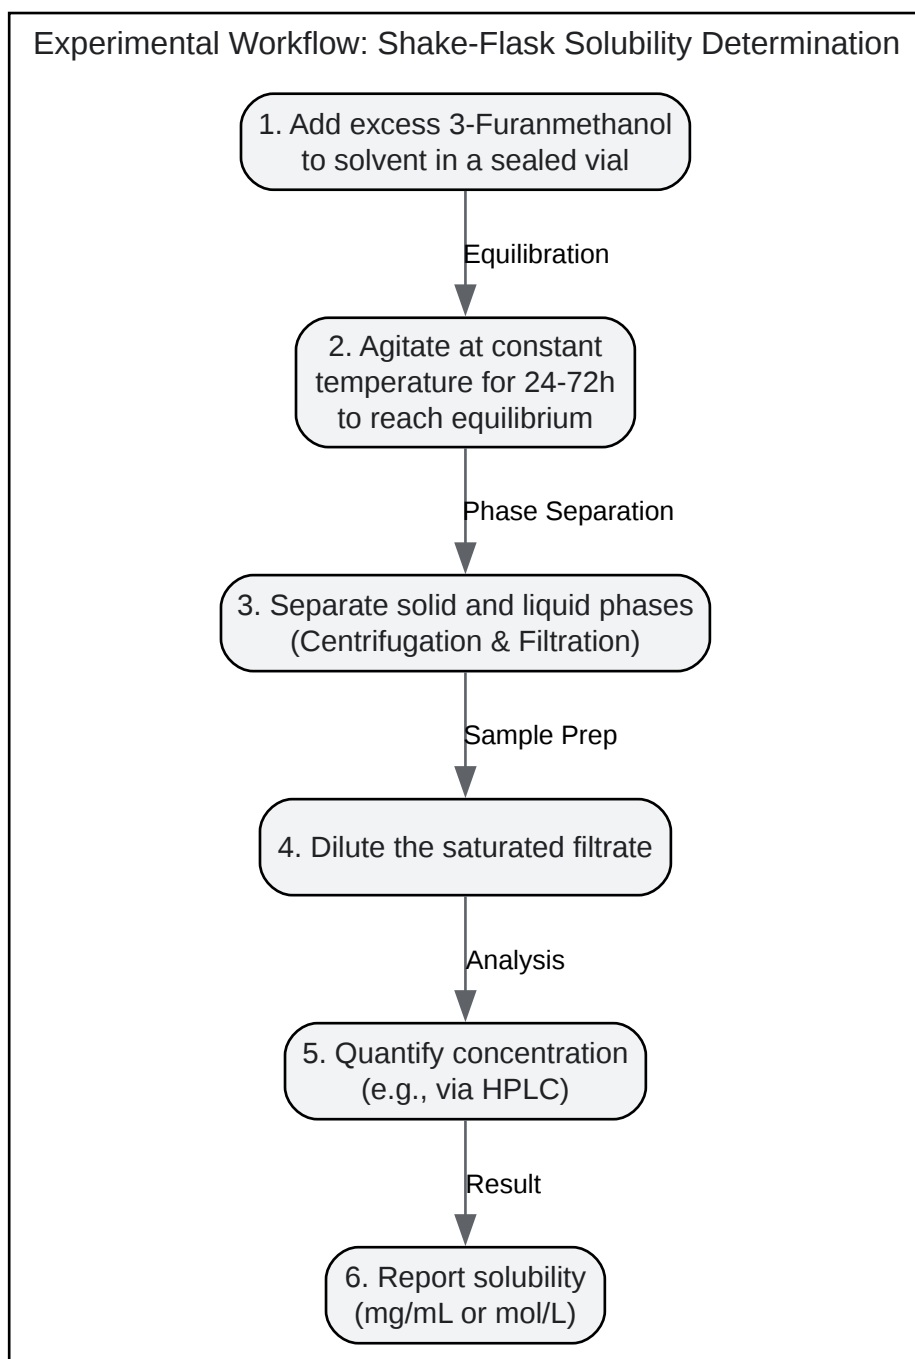 Experimental Workflow: Shake-Flask Solubility Determination
1. Add excess 3-Furanmethanol
to solvent in a sealed vial
Equilibration
2. Agitate at constant
temperature for 24-72h
to reach equilibrium
Phase Separation
3. Separate solid and liquid phases
(Centrifugation & Filtration)
Sample Prep
4. Dilute the saturated filtrate
Analysis
5. Quantify concentration
(e.g., via HPLC)
Result
6. Report solubility
(mg/mL or mol/L)